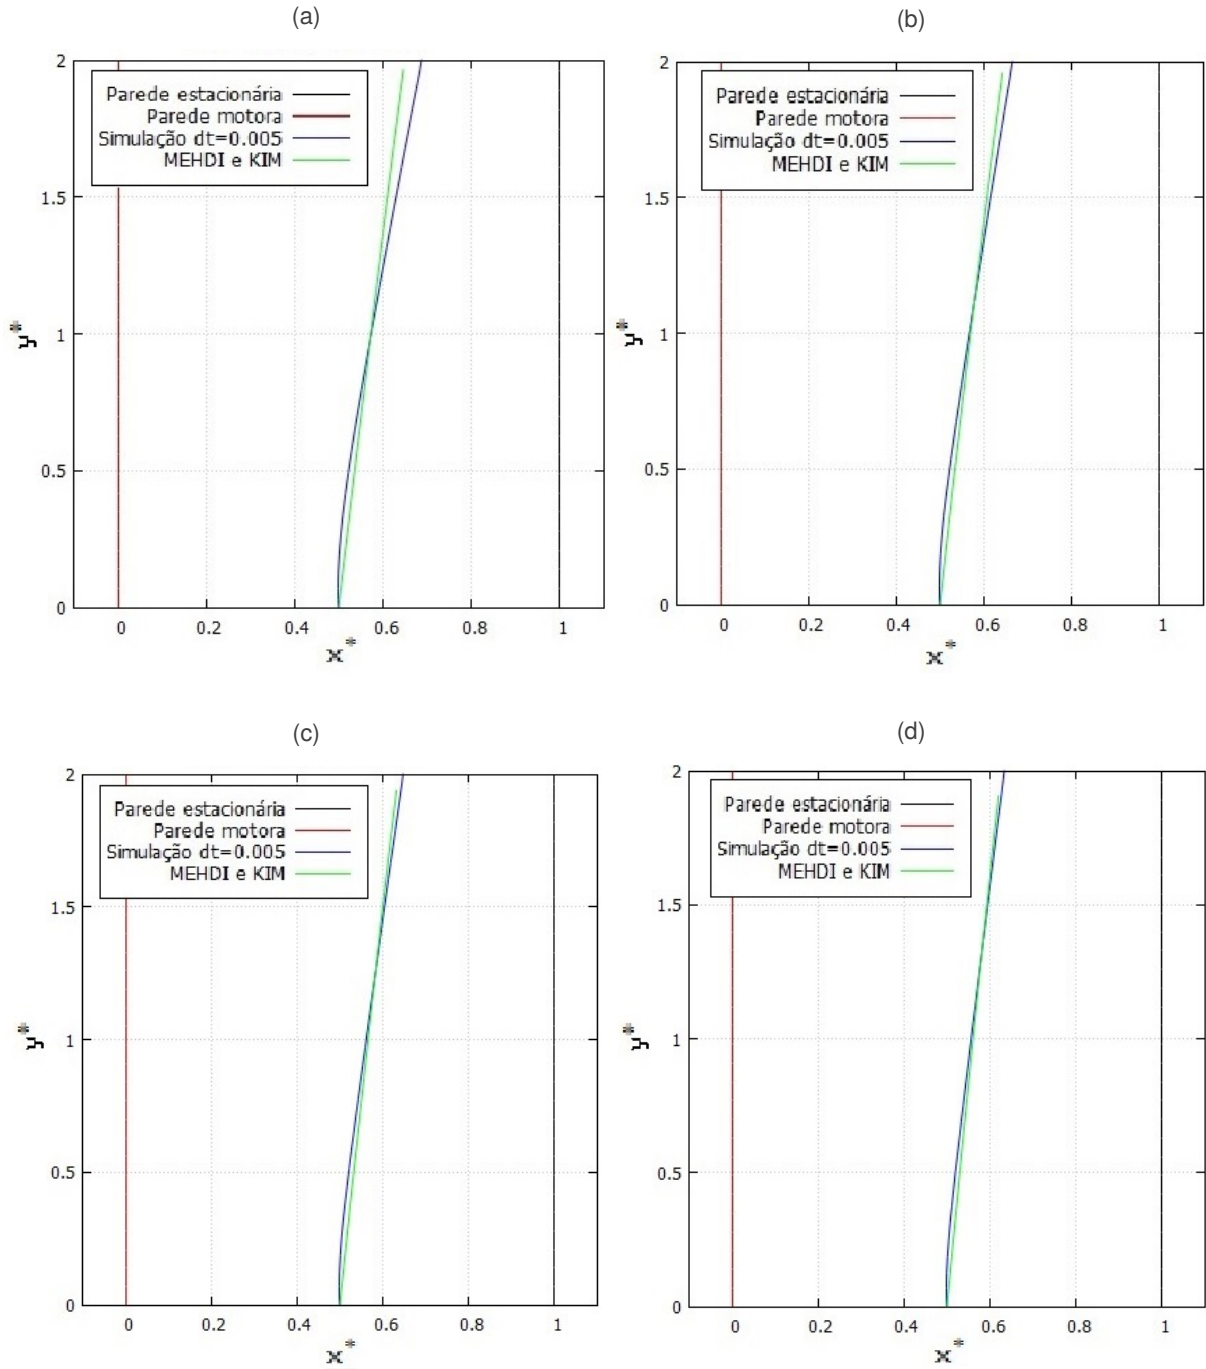 (a)
2
1.5
1
0.5
0
0
0.2
0.4
0.6
0.8
1
x*
y*
Parede estacionária
Parede motora
Simulação dt=0.005
MEHDI e KIM
(b)
2
1.5
1
0.5
0
0
0.2
0.4
0.6
0.8
1
x*
y*
Parede estacionária
Parede motora
Simulação dt=0.005
MEHDI e KIM
(c)
2
1.5
1
0.5
0
0
0.2
0.4
0.6
0.8
1
x*
y*
Parede estacionária
Parede motora
Simulação dt=0.005
MEHDI e KIM
(d)
2
1.5
1
0.5
0
0
0.2
0.4
0.6
0.8
1
x*
y*
Parede estacionária
Parede motora
Simulação dt=0.005
MEHDI e KIM